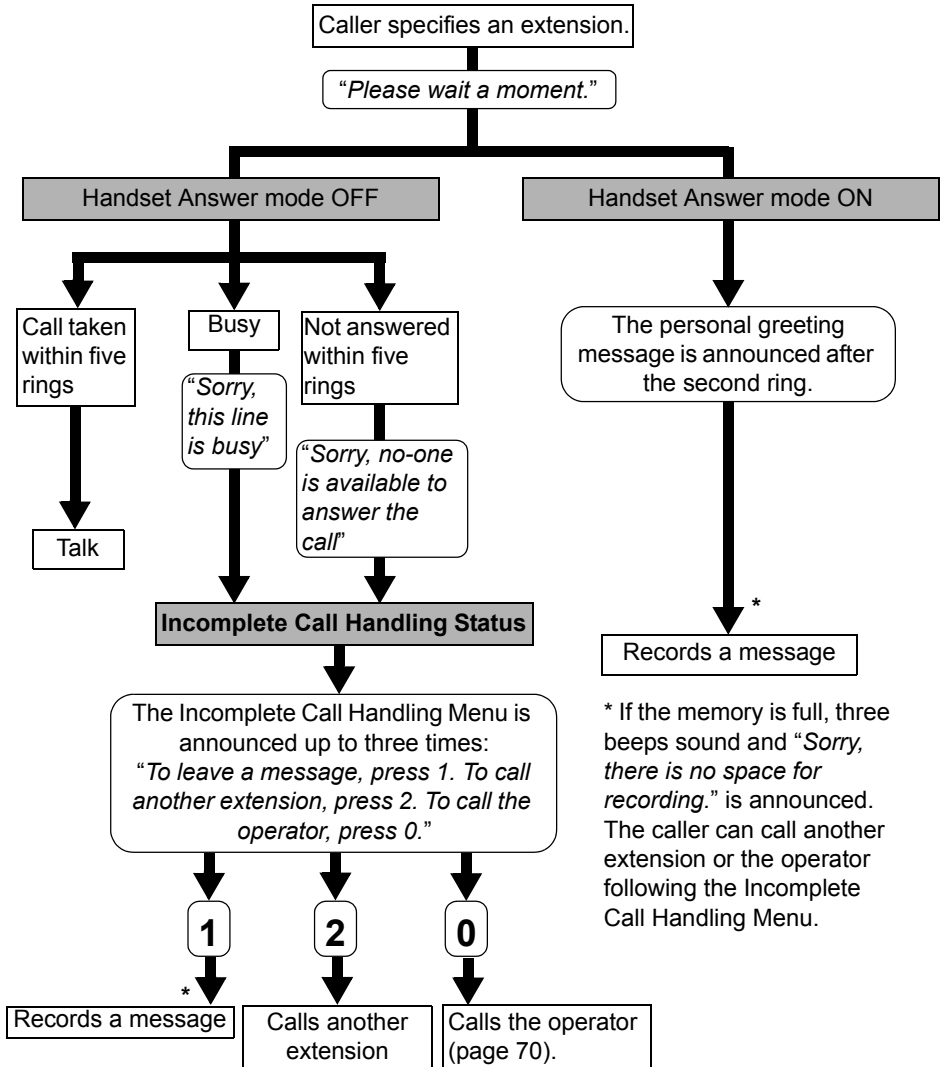 Caller specifies an extension.
“Please wait a moment.”
Handset Answer mode OFF
Handset Answer mode ON
Call taken
within five
rings
Busy
Not answered
within five
rings
“Sorry,
this line
is busy”
“Sorry, no-one
is available to
answer the
call”
Talk
The personal greeting
message is announced after
the second ring.
Incomplete Call Handling Status
*
Records a message
The Incomplete Call Handling Menu is
announced up to three times:
“To leave a message, press 1. To call
another extension, press 2. To call the
operator, press 0.”
* If the memory is full, three
beeps sound and “Sorry,
there is no space for
recording.” is announced.
The caller can call another
extension or the operator
following the Incomplete
Call Handling Menu.
1
2
0
*
Records a message
Calls another
extension
Calls the operator
(page 70).